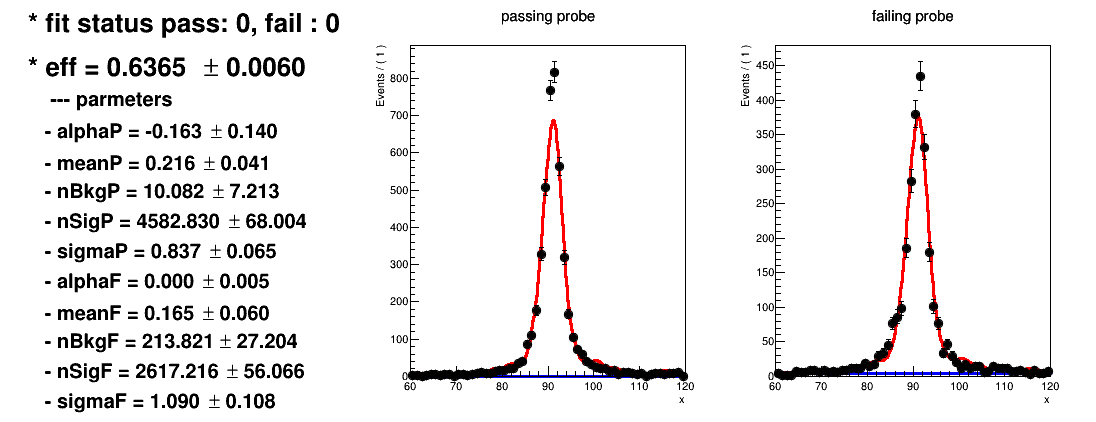 * fit status pass: 0, fail : 0
* eff = 0.6365 ± 0.0060
--- parmeters
- alphaP = -0.163 ± 0.140
- meanP = 0.216 ± 0.041
- nBkgP = 10.082 ± 7.213
- nSigP = 4582.830 ± 68.004
- sigmaP = 0.837 ± 0.065
- alphaF = 0.000 ± 0.005
- meanF = 0.165 ± 0.060
- nBkgF = 213.821 ± 27.204
- nSigF = 2617.216 ± 56.066
- sigmaF = 1.090 ± 0.108
passing probe
Events / ( 1 )
800
700
600
500
400
300
200
100
0
60 70 80 90 100 110 120
x
failing probe
Events / ( 1 )
450
400
350
300
250
200
150
100
50
0
60 70 80 90 100 110 120
x